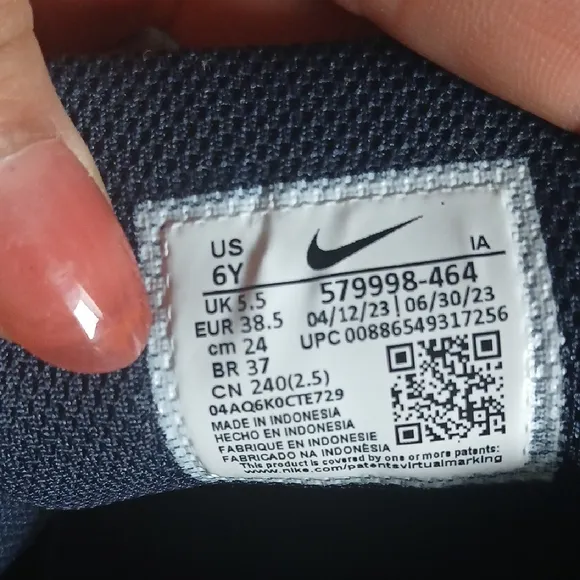 US
6Y
IA
579998-464
UK 5.5
04/12/23 | 06/30/23
EUR 38.5
UPC 00886549317256
cm 24
BR 37
CN 240(2.5)
04AQ6K0CTE729
MADE IN INDONESIA
HECHO EN INDONESIA
FABRIQUE EN INDONESIE
FABRICADO NA INDONÉSIA
This product is covered by one or more patents:
www.nike.com/patentsvirtualmarking